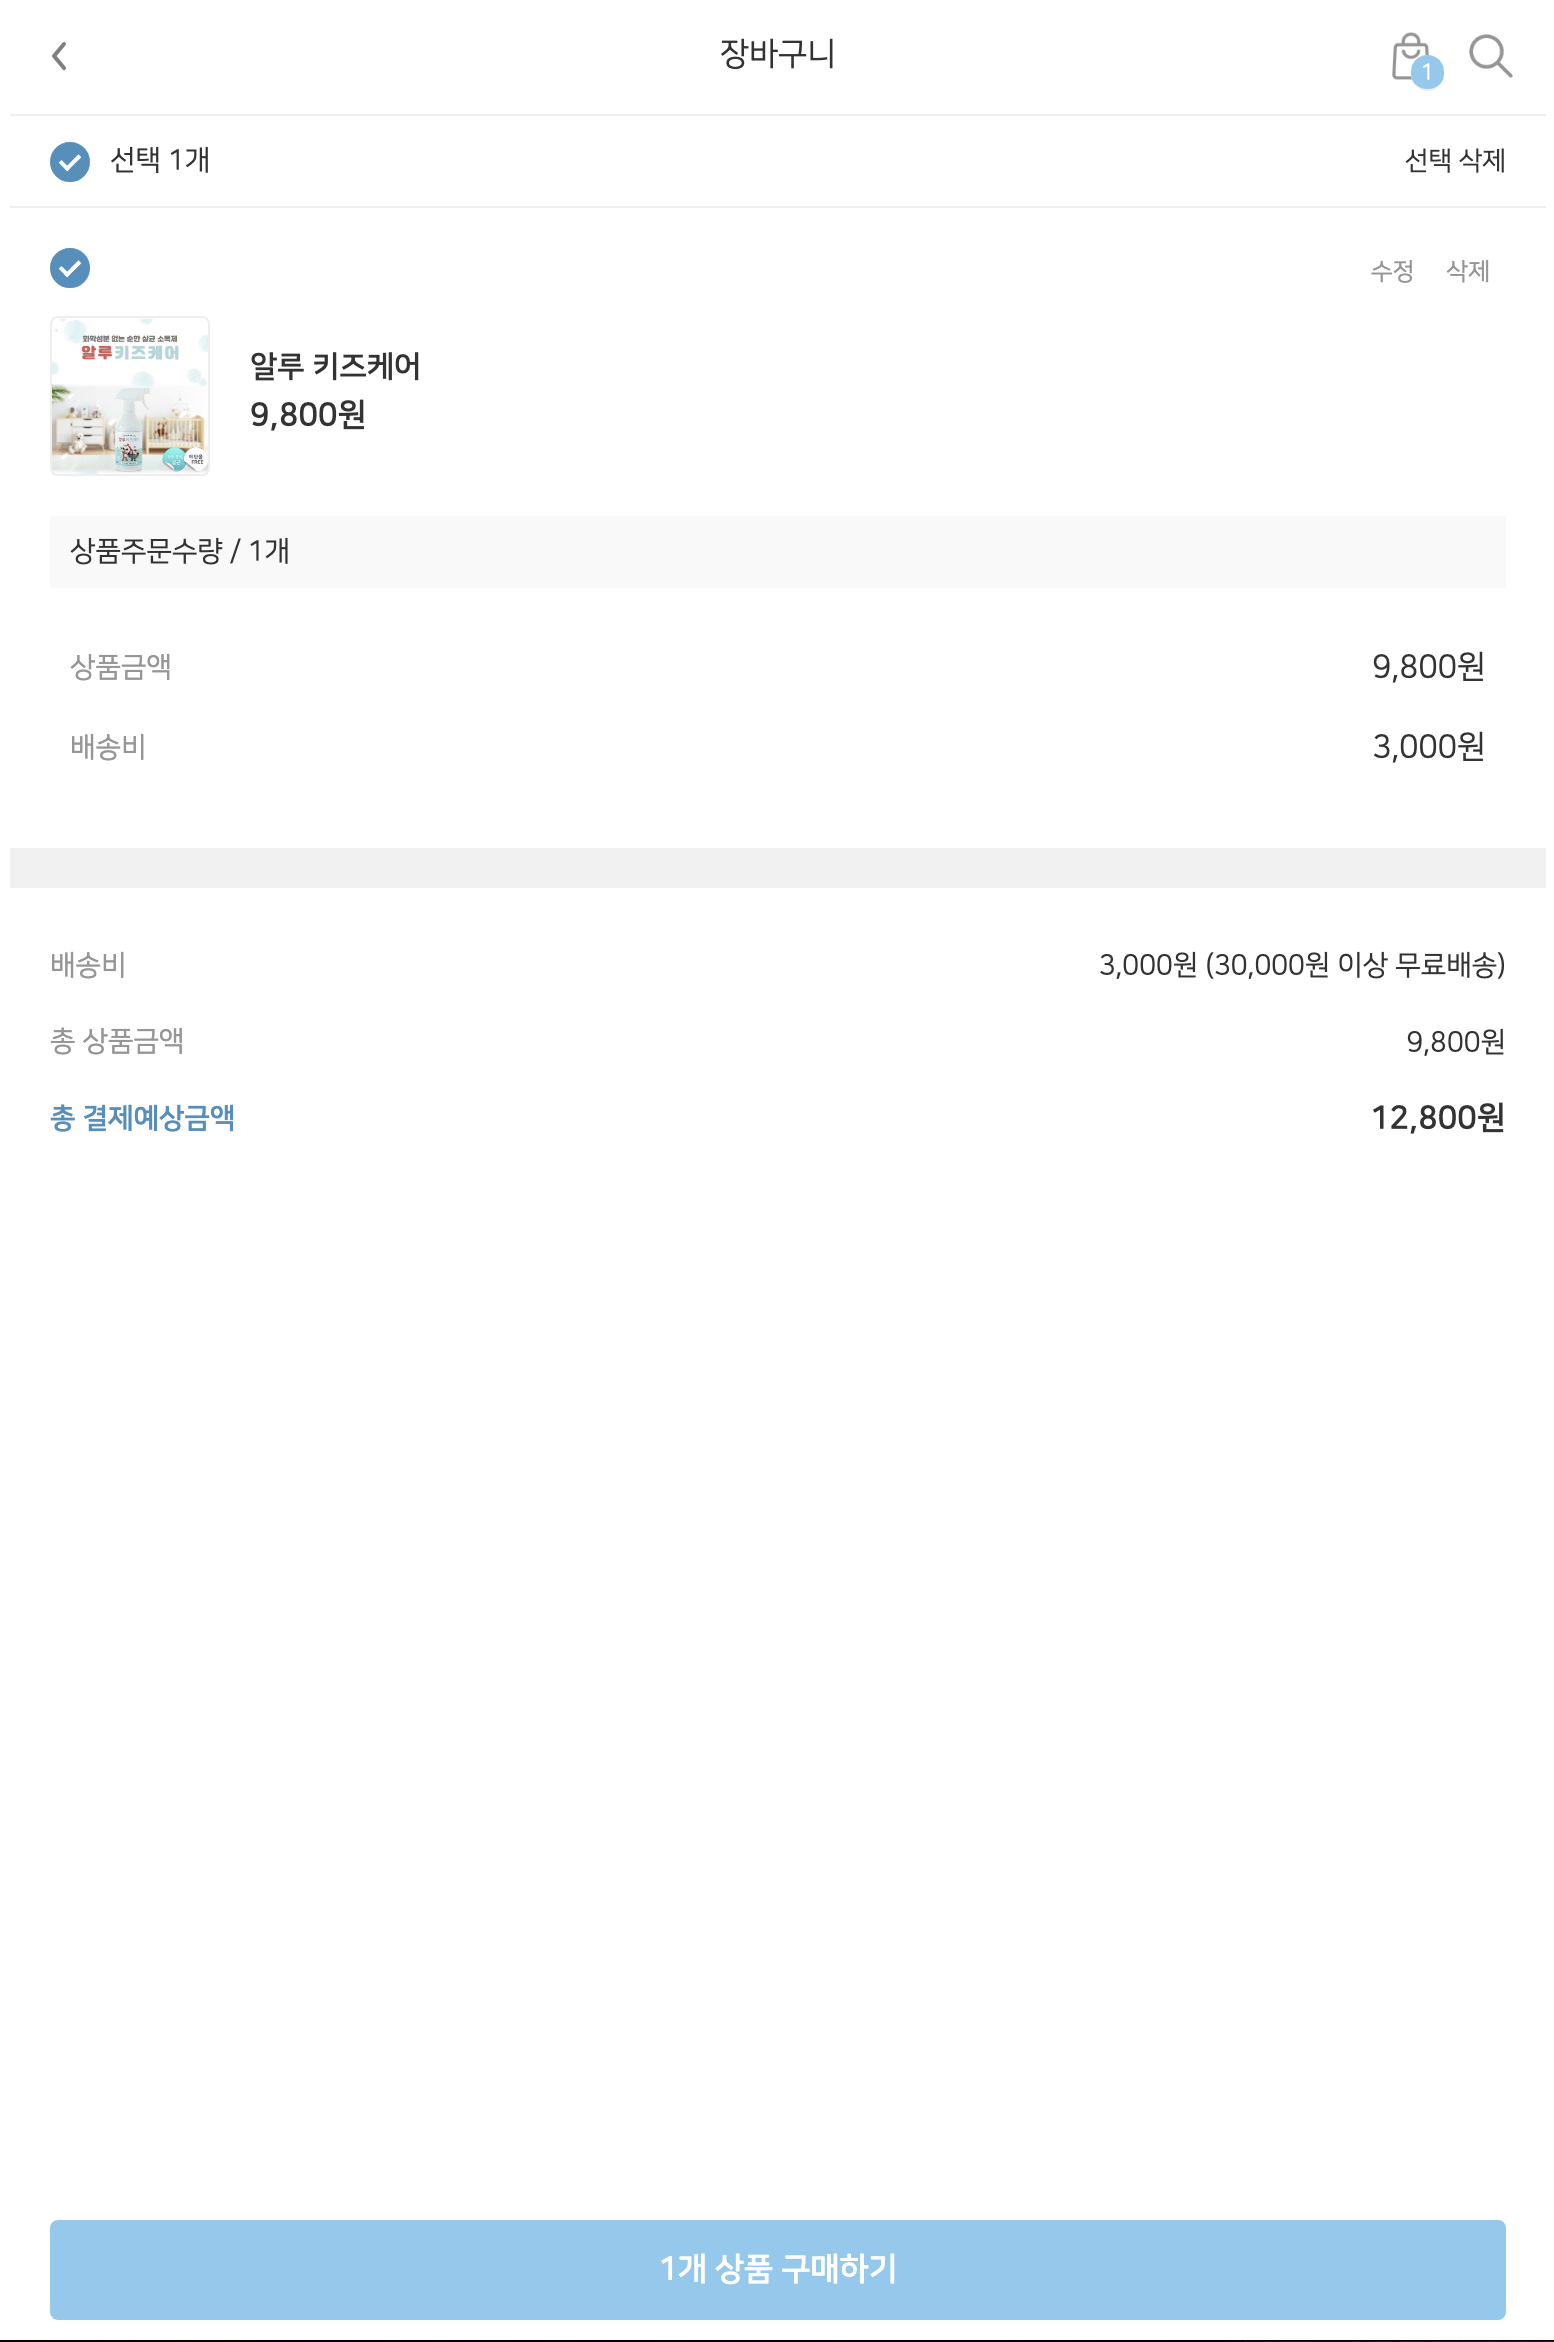 장바구니
1
선택 1개
선택 삭제
수정 삭제
화학성분 없는 순한 살균 소독제
알루키즈케어
FREE
알루 키즈케어
9,800원
상품주문수량 / 1개
상품금액
9,800원
배송비
3,000원
배송비
3,000원 (30,000원 이상 무료배송)
총 상품금액
9,800원
총 결제예상금액
12,800원
1개 상품 구매하기